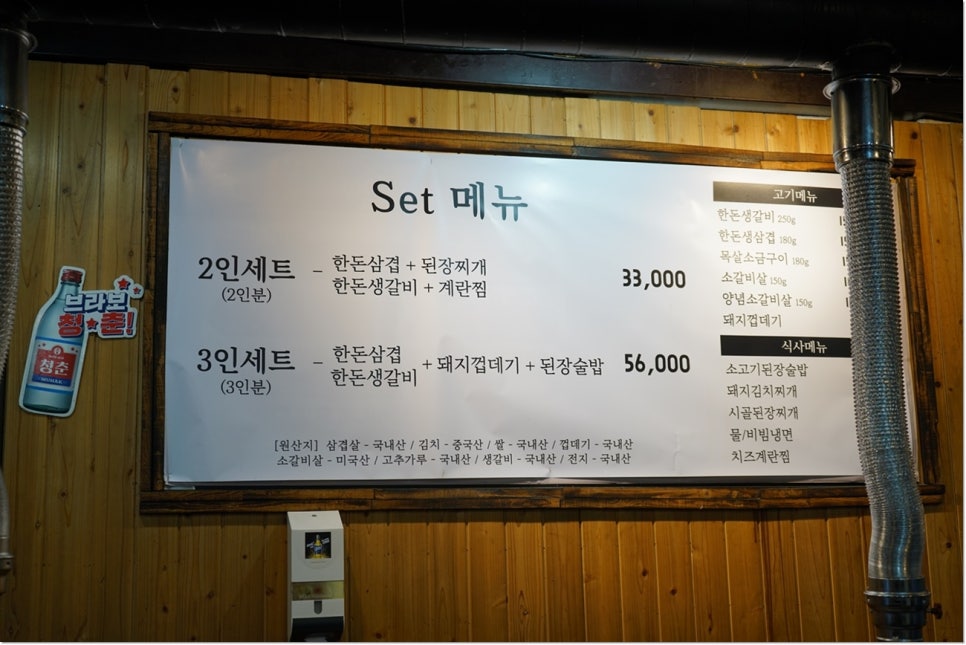 Set 메뉴
2인세트
(2인분)
– 한돈삼겹 + 된장찌개
한돈생갈비 + 계란찜
33,000
3인세트
(3인분)
– 한돈삼겹
한돈생갈비
+ 돼지껍데기 + 된장술밥
56,000
[원산지] 삼겹살 - 국내산 / 김치 - 중국산 / 쌀 - 국내산 / 껍데기 - 국내산
소갈비살 - 미국산 / 고추가루 - 국내산 / 생갈비 - 국내산 / 전지 - 국내산
고기메뉴
한돈생갈비 250g
한돈생삼겹 180g
목살소금구이 180g
소갈비살 150g
양념소갈비살 150g
돼지껍데기
식사메뉴
소고기된장술밥
돼지김치찌개
시골된장찌개
물/비빔냉면
치즈계란찜
브라보
청★춘!
청춘